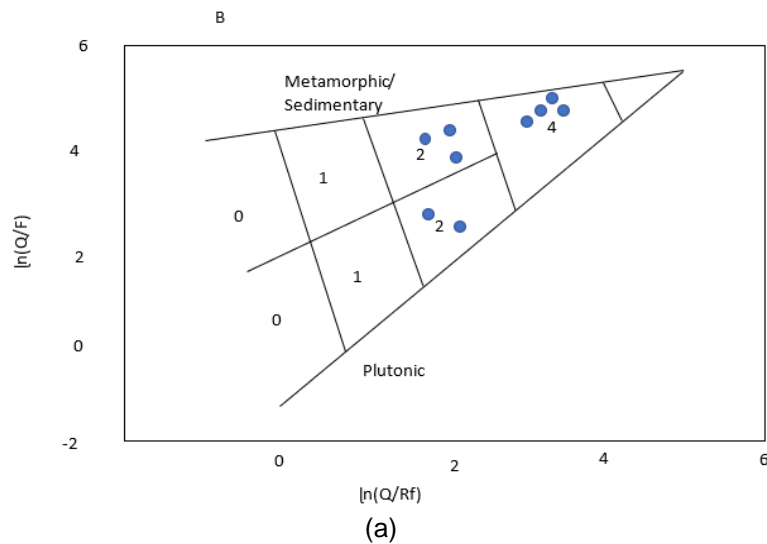 B
6
Metamorphic/
Sedimentary
4
2
4
1
0
2
ln(Q/F)
2
1
0
0
Plutonic
-2
0
2
4
6
ln(Q/Rf)
(a)